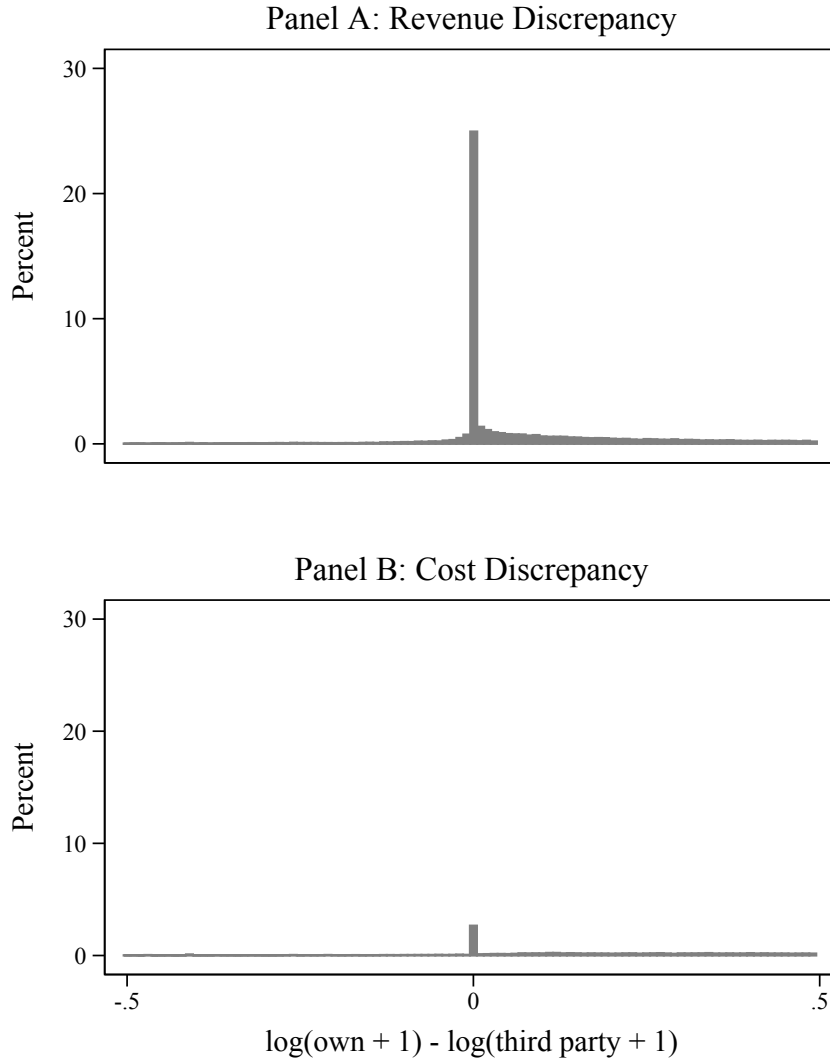 Panel A: Revenue Discrepancy
30
20
10
0
Percent
Panel B: Cost Discrepancy
30
20
10
0
Percent
-.5
0
.5
log(own + 1) - log(third party + 1)